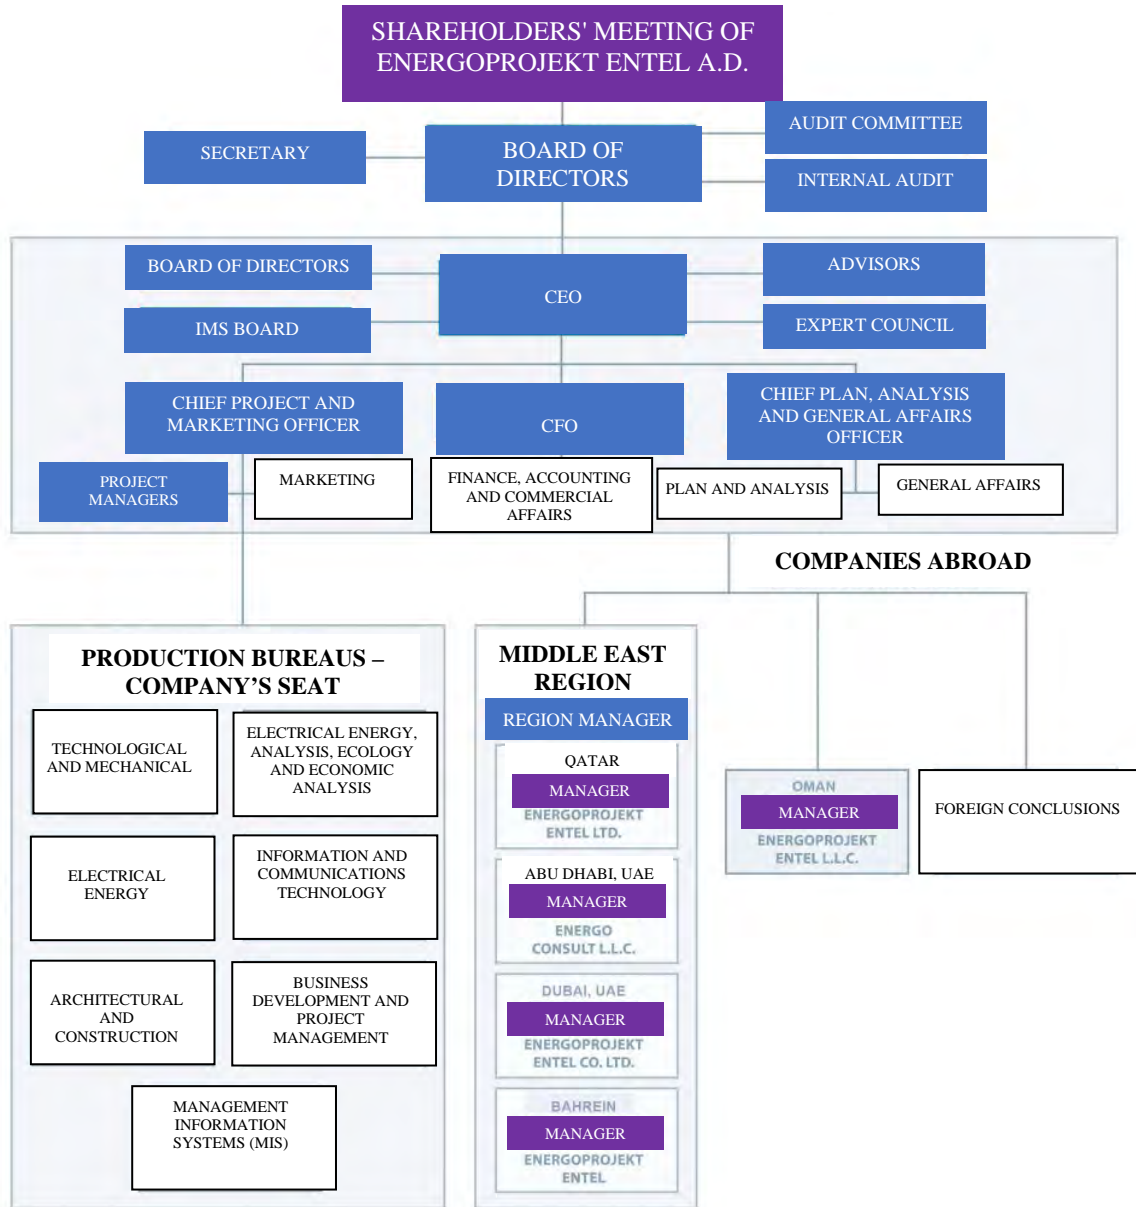 SHAREHOLDERS' MEETING OF
ENERGOPROJEKT ENTEL A.D.
SECRETARY
BOARD OF
DIRECTORS
AUDIT COMMITTEE
INTERNAL AUDIT
BOARD OF DIRECTORS
IMS BOARD
CEO
ADVISORS
EXPERT COUNCIL
CHIEF PROJECT AND
MARKETING OFFICER
CFO
CHIEF PLAN, ANALYSIS
AND GENERAL AFFAIRS
OFFICER
PROJECT
MANAGERS
MARKETING
FINANCE, ACCOUNTING
AND COMMERCIAL
AFFAIRS
PLAN AND ANALYSIS
GENERAL AFFAIRS
COMPANIES ABROAD
PRODUCTION BUREAUS –
COMPANY’S SEAT
TECHNOLOGICAL
AND MECHANICAL
ELECTRICAL ENERGY,
ANALYSIS, ECOLOGY
AND ECONOMIC
ANALYSIS
ELECTRICAL
ENERGY
INFORMATION AND
COMMUNICATIONS
TECHNOLOGY
ARCHITECTURAL
AND
CONSTRUCTION
BUSINESS
DEVELOPMENT AND
PROJECT
MANAGEMENT
MANAGEMENT
INFORMATION
SYSTEMS (MIS)
MIDDLE EAST
REGION
REGION MANAGER
QATAR
MANAGER
ENERGOPROJEKT
ENTEL LTD.
ABU DHABI, UAE
MANAGER
ENERGO
CONSULT L.L.C.
DUBAI, UAE
MANAGER
ENERGOPROJEKT
ENTEL CO. LTD.
BAHREIN
MANAGER
ENERGOPROJEKT
ENTEL
OMAN
MANAGER
ENERGOPROJEKT
ENTEL L.L.C.
FOREIGN CONCLUSIONS